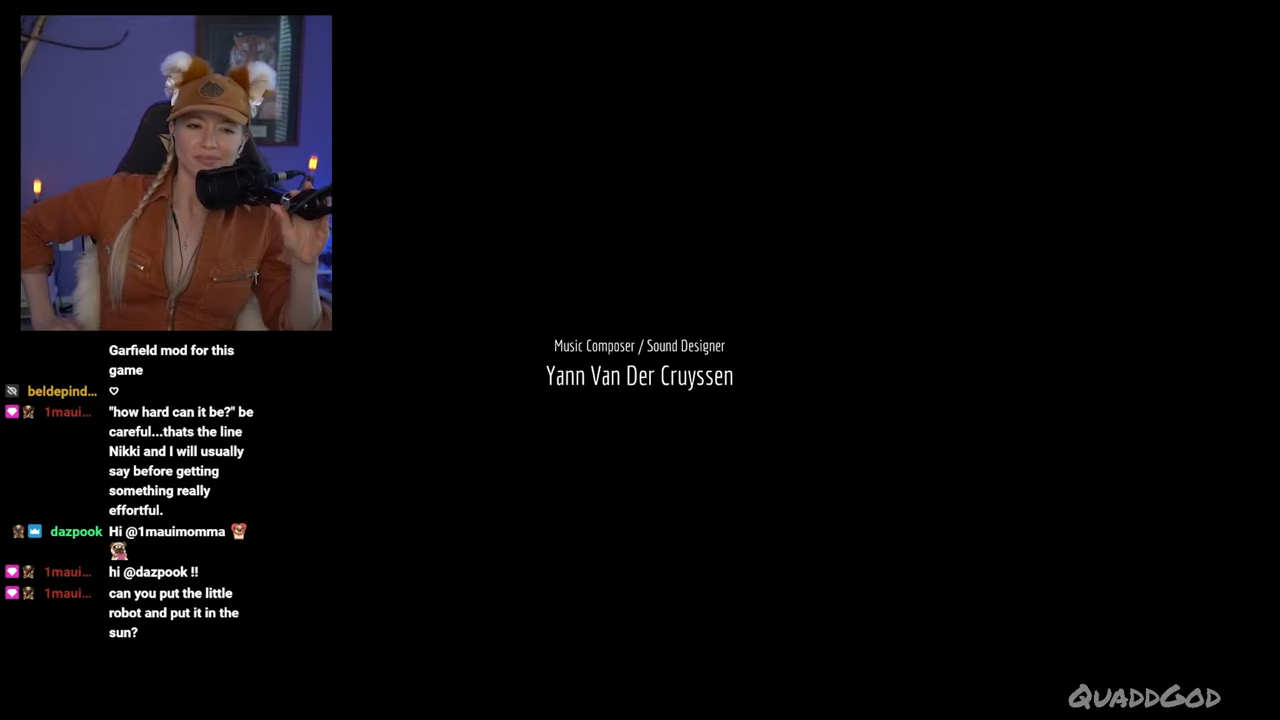 Garfield mod for this
game
beldepind... ♡
1maui... "how hard can it be?" be
careful...thats the line
Nikki and I will usually
say before getting
something really
effortful.
dazpook Hi @1mauimomma
1maui... hi @dazpook !!
1maui... can you put the little
robot and put it in the
sun?
Music Composer / Sound Designer
Yann Van Der Cruyssen
QUADDGOD